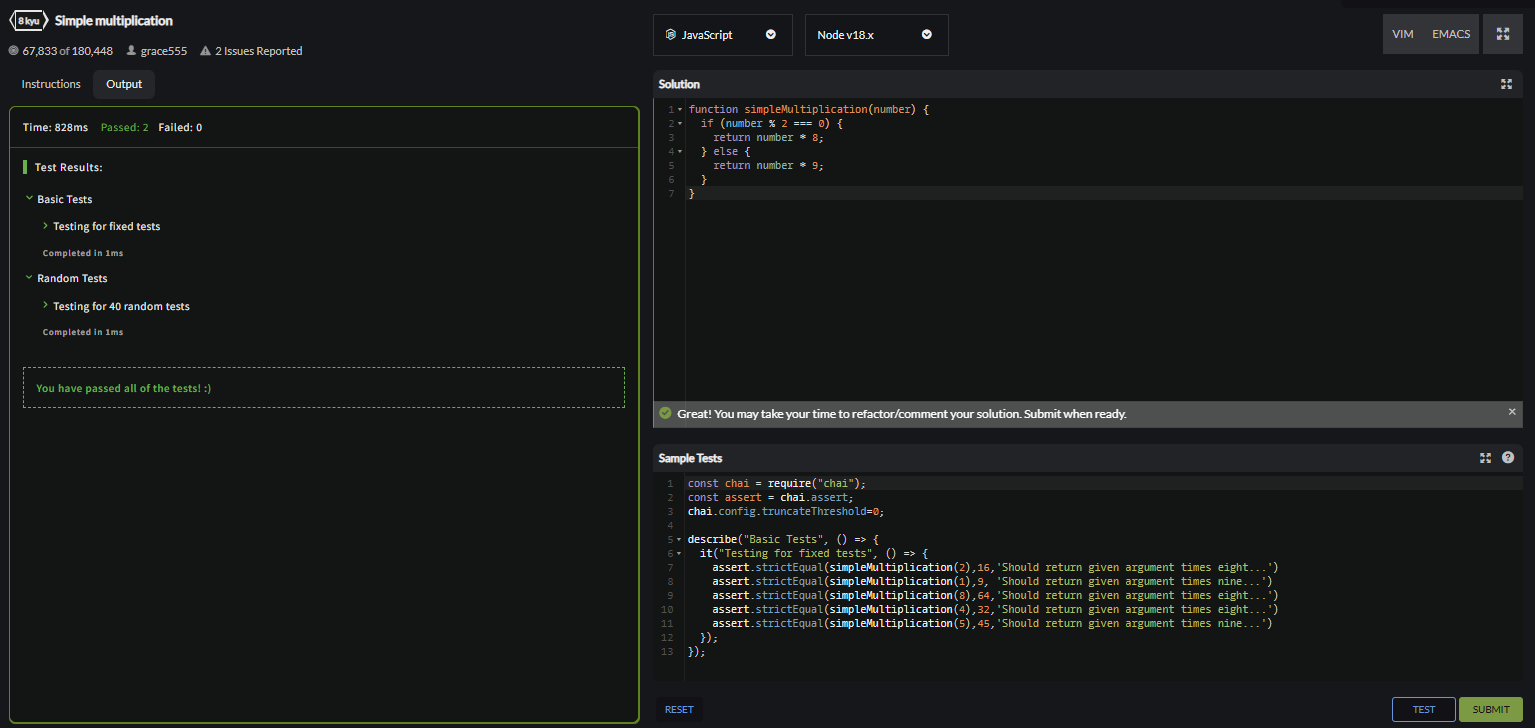 8 kyu Simple multiplication
67,833 of 180,448 grace555 2 Issues Reported
Instructions Output
Time: 828ms Passed: 2 Failed: 0
Test Results:
Basic Tests
Testing for fixed tests
Completed in 1ms
Random Tests
Testing for 40 random tests
Completed in 1ms
You have passed all of the tests! :)
JavaScript Node v18.x VIM EMACS
Solution
1 function simpleMultiplication(number) {
2 if (number % 2 === 0) {
3 return number * 8;
4 } else {
5 return number * 9;
6 }
7 }
Great! You may take your time to refactor/comment your solution. Submit when ready.
Sample Tests
1 const chai = require("chai");
2 const assert = chai.assert;
3 chai.config.truncateThreshold=0;
4
5 describe("Basic Tests", () => {
6 it("Testing for fixed tests", () => {
7 assert.strictEqual(simpleMultiplication(2),16,'Should return given argument times eight...')
8 assert.strictEqual(simpleMultiplication(1),9, 'Should return given argument times nine...')
9 assert.strictEqual(simpleMultiplication(8),64,'Should return given argument times eight...')
10 assert.strictEqual(simpleMultiplication(4),32,'Should return given argument times eight...')
11 assert.strictEqual(simpleMultiplication(5),45,'Should return given argument times nine...')
12 });
13 });
RESET TEST SUBMIT